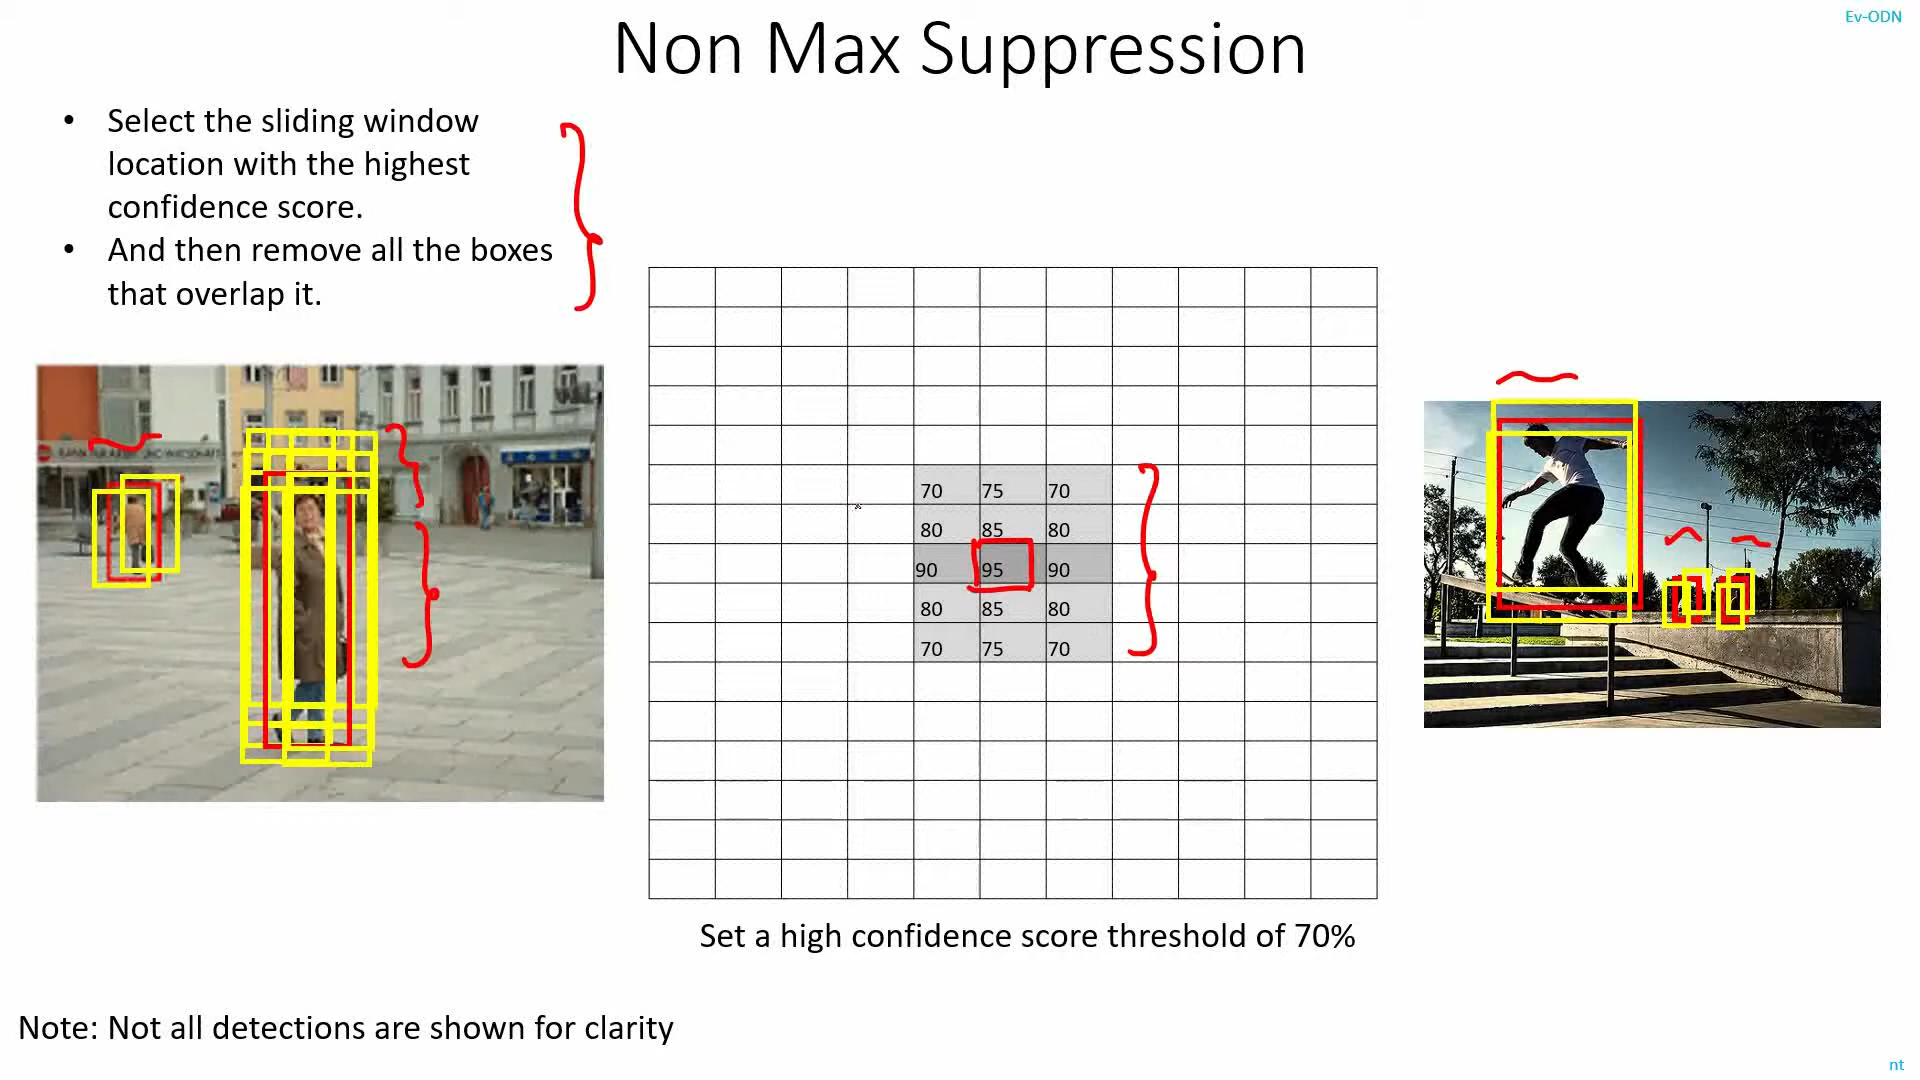 Ev-ODN
Non Max Suppression
• Select the sliding window
location with the highest
confidence score.
• And then remove all the boxes
that overlap it.
70 75 70
80 85 80
90 95 90
80 85 80
70 75 70
Set a high confidence score threshold of 70%
Note: Not all detections are shown for clarity
nt